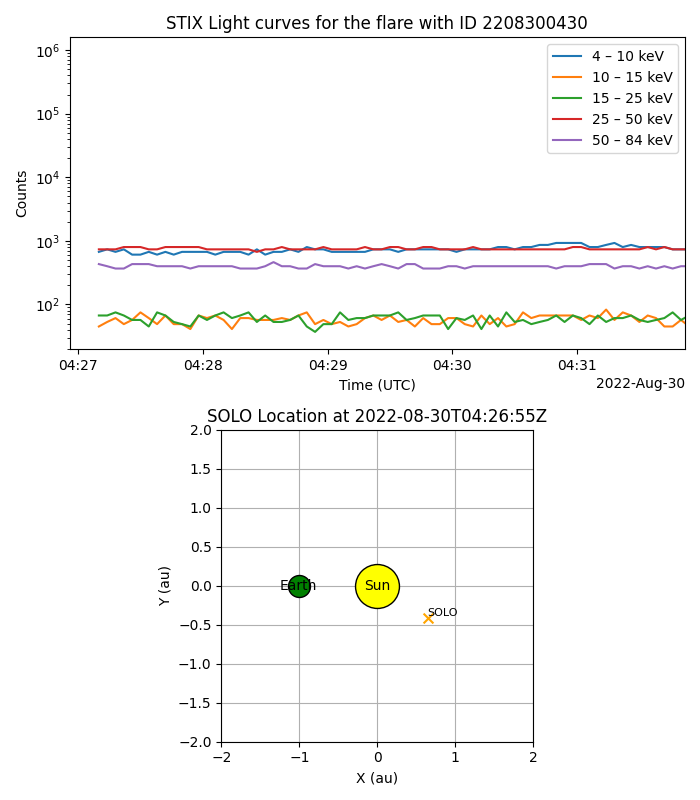 STIX Light curves for the flare with ID 2208300430
10⁶
10⁵
10⁴
10³
10²
Counts
4 – 10 keV
10 – 15 keV
15 – 25 keV
25 – 50 keV
50 – 84 keV
04:27 04:28 04:29 04:30 04:31
Time (UTC)
2022-Aug-30
SOLO Location at 2022-08-30T04:26:55Z
2.0
1.5
1.0
0.5
0.0
−0.5
−1.0
−1.5
−2.0
Y (au)
Earth
Sun
SOLO
−2 −1 0 1 2
X (au)